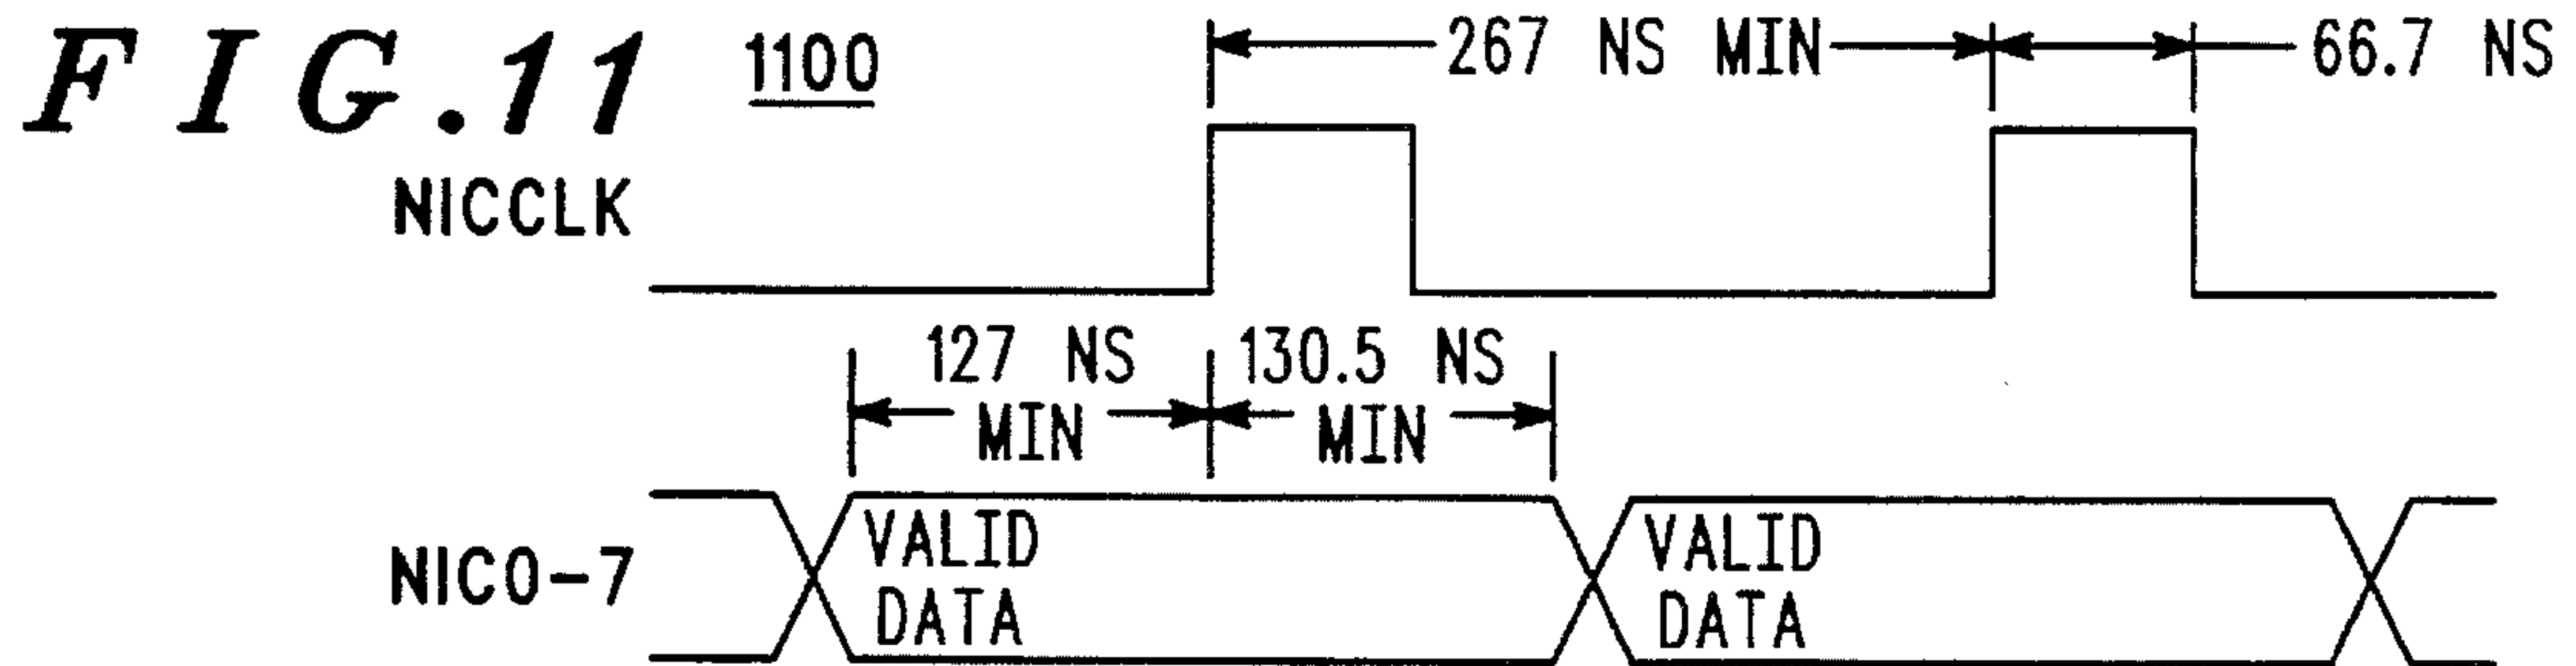 FIG.11 1100 267 NS MIN 66.7 NS
NICCLK
127 NS MIN
130.5 NS MIN
NIC0-7
VALID DATA
VALID DATA